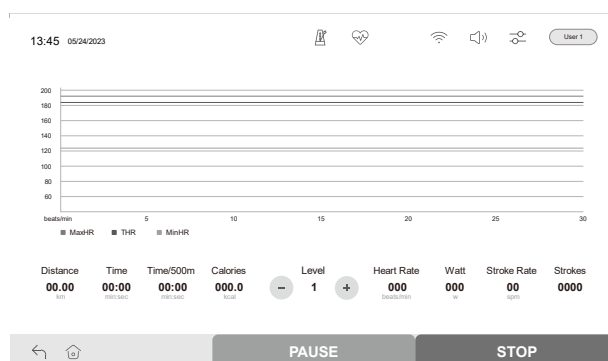 13:45 05/24/2023 User 1
200
180
160
140
120
100
80
60
beats/min 5 10 15 20 25 30
MaxHR THR MinHR
Distance Time Time/500m Calories Level Heart Rate Watt Stroke Rate Strokes
00.00 00:00 00:00 000.0 − 1 + 000 000 00 0000
km min:sec min:sec kcal beats/min w spm
PAUSE STOP